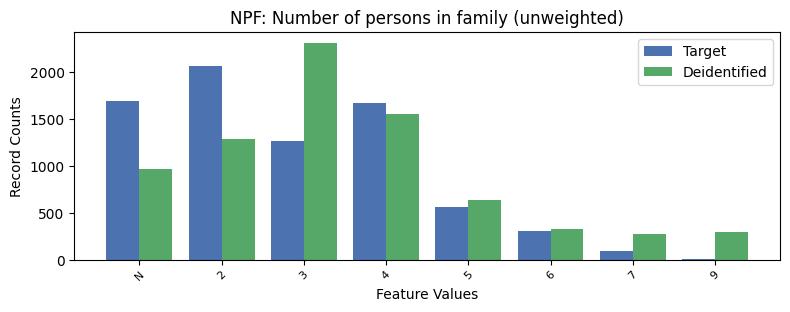 NPF: Number of persons in family (unweighted)
Target
Deidentified
2000
1500
1000
500
0
Record Counts
N 2 3 4 5 6 7 9
Feature Values